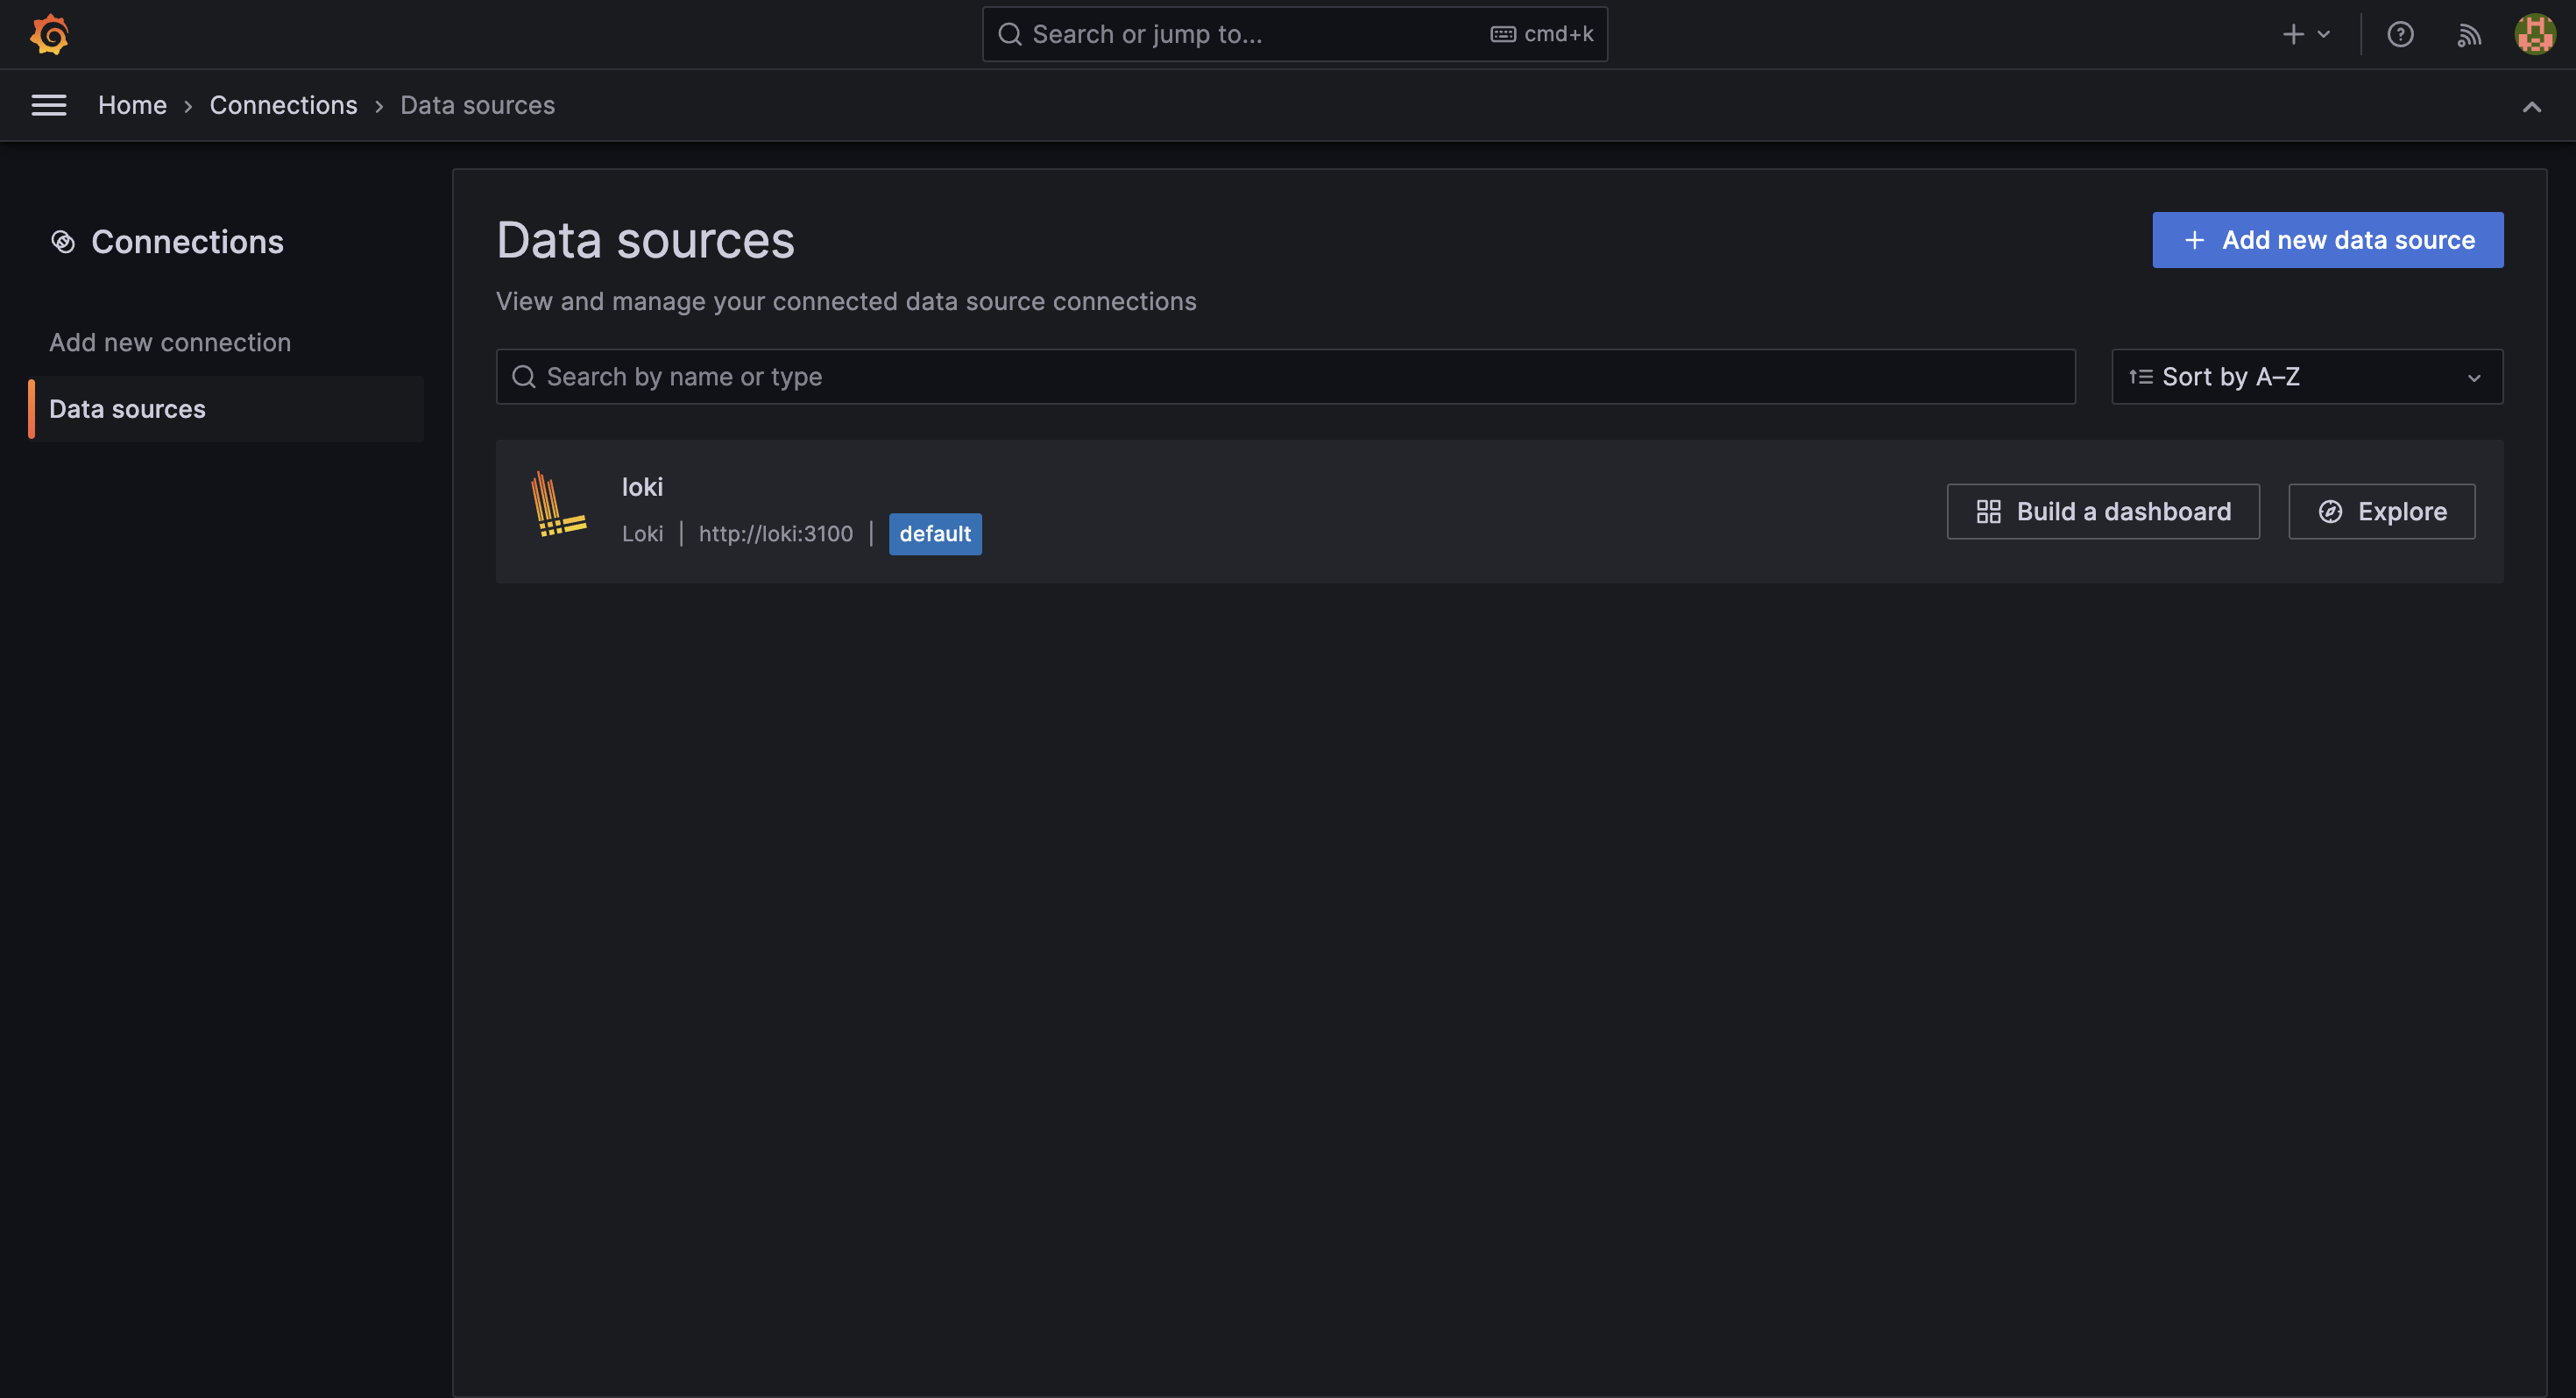 Search or jump to...
cmd+k
Home
Connections
Data sources
Connections
Add new connection
Data sources
Data sources
Add new data source
View and manage your connected data source connections
Search by name or type
Sort by A–Z
loki
Loki | http://loki:3100 | default
Build a dashboard
Explore